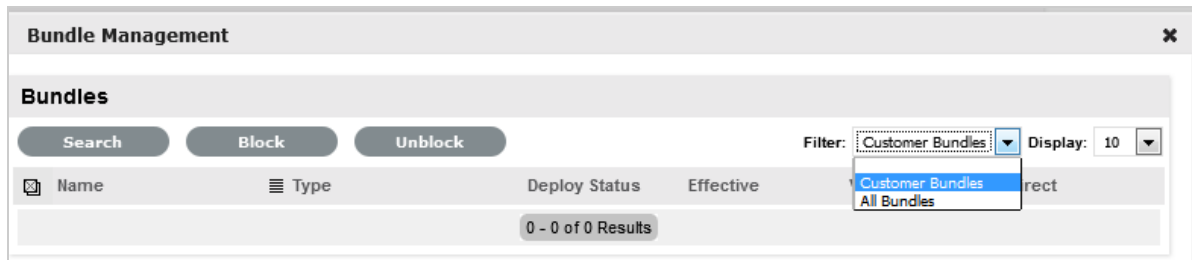 Bundle Management
Bundles
Search Block Unblock Filter: Customer Bundles Display: 10
Name Type Deploy Status Effective
Customer Bundles
All Bundles
0 - 0 of 0 Results